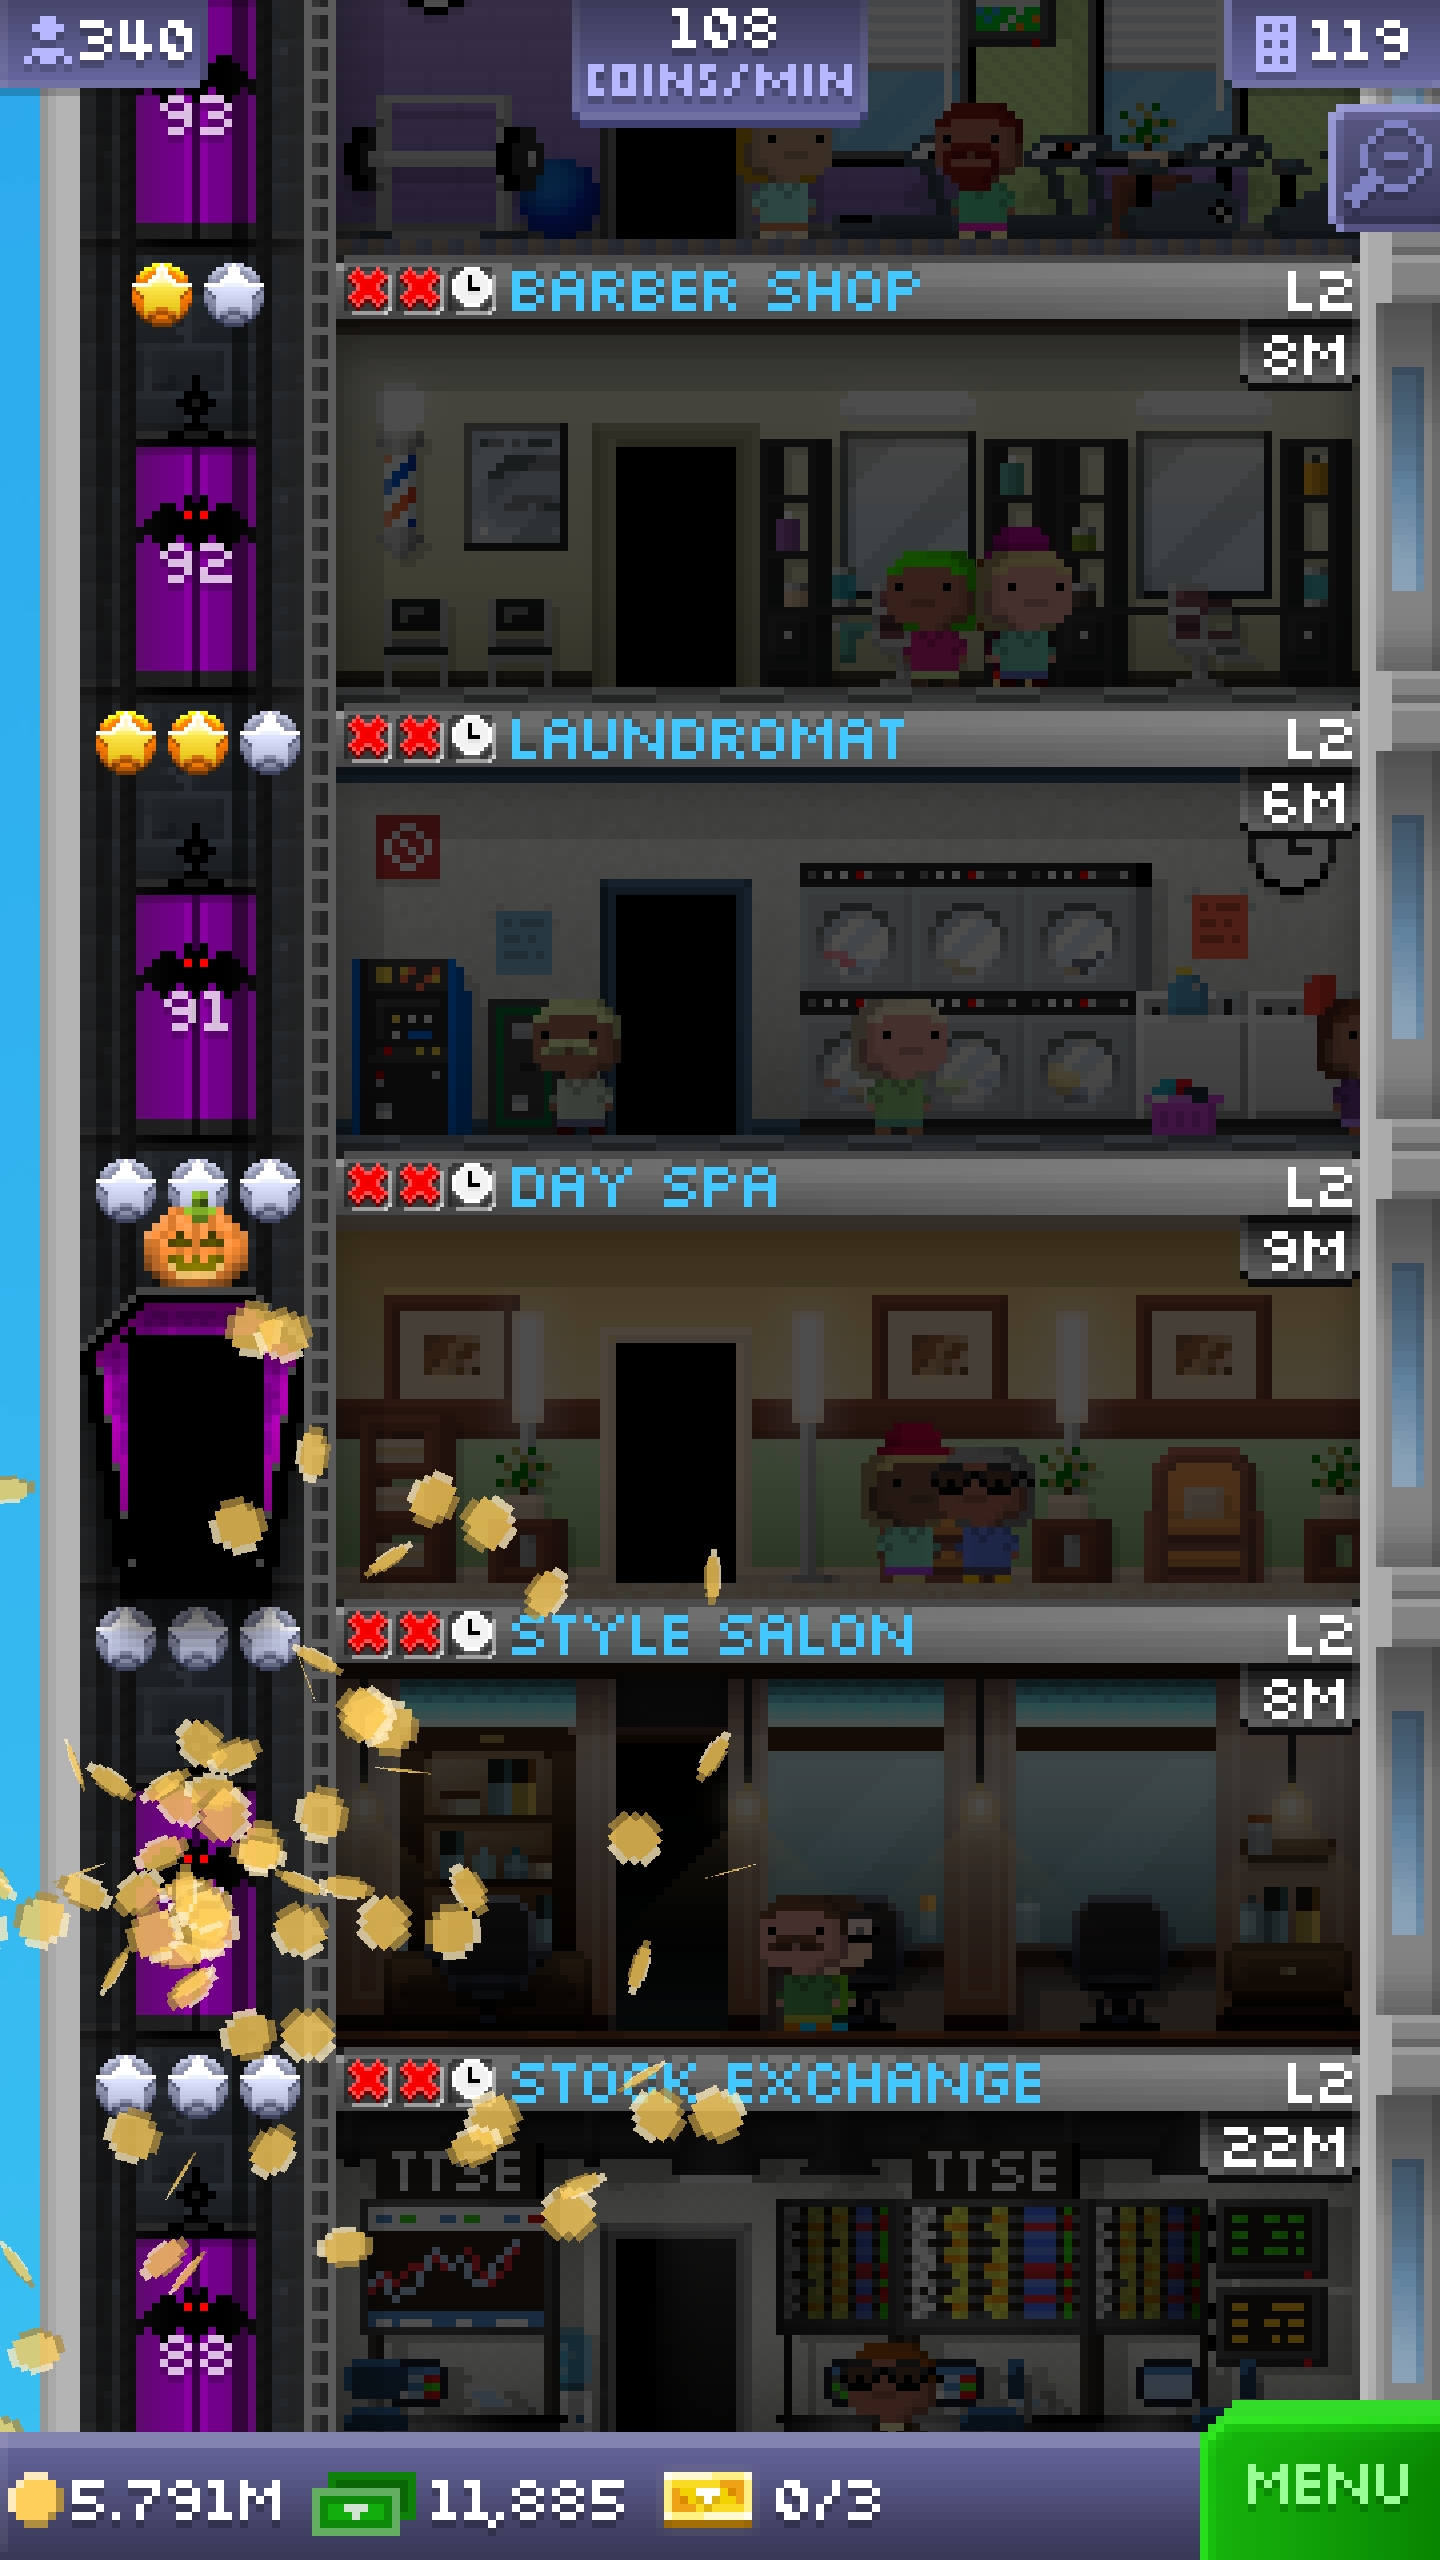 340
108
COINS/MIN
119
93
BARBER SHOP L2
8M
92
LAUNDROMAT L2
6M
91
DAY SPA L2
9M
STYLE SALON L2
8M
STOCK EXCHANGE L2
22M
TTSE TTSE
88
5.791M 11,885 0/3
MENU